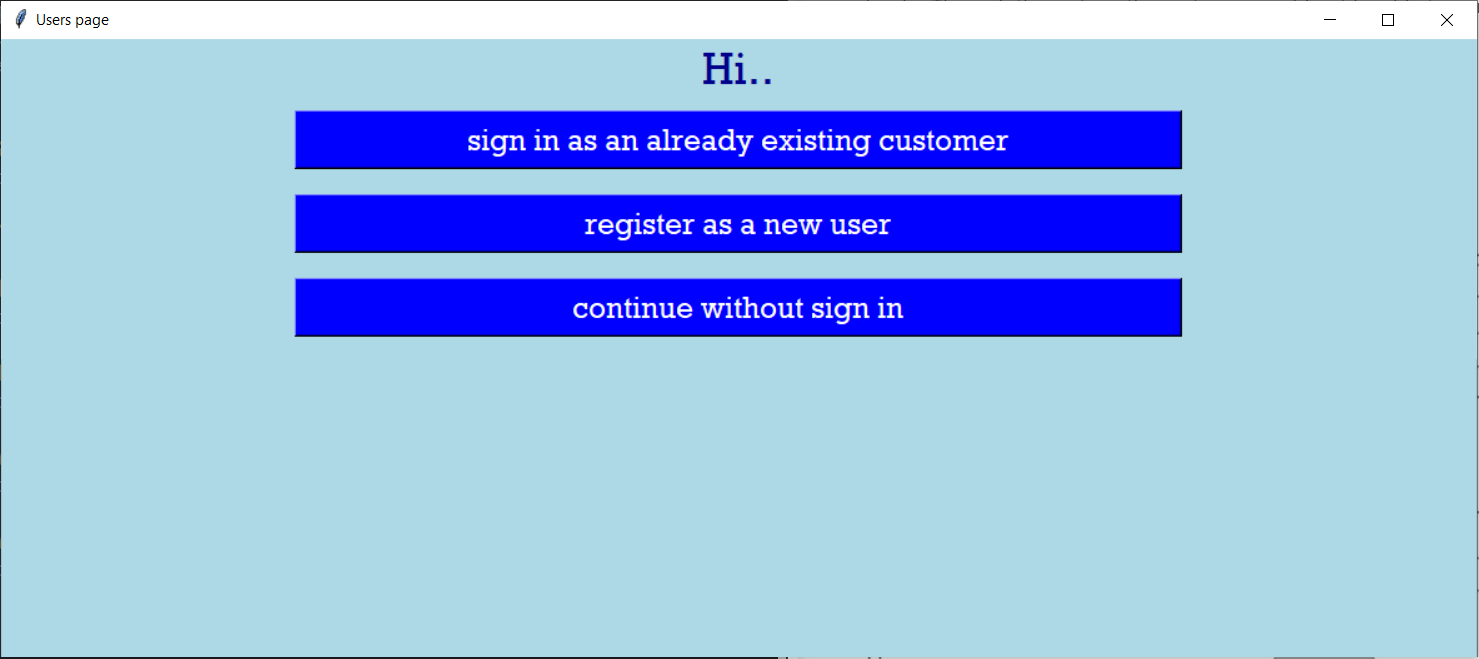 Users page
Hi..
sign in as an already existing customer
register as a new user
continue without sign in